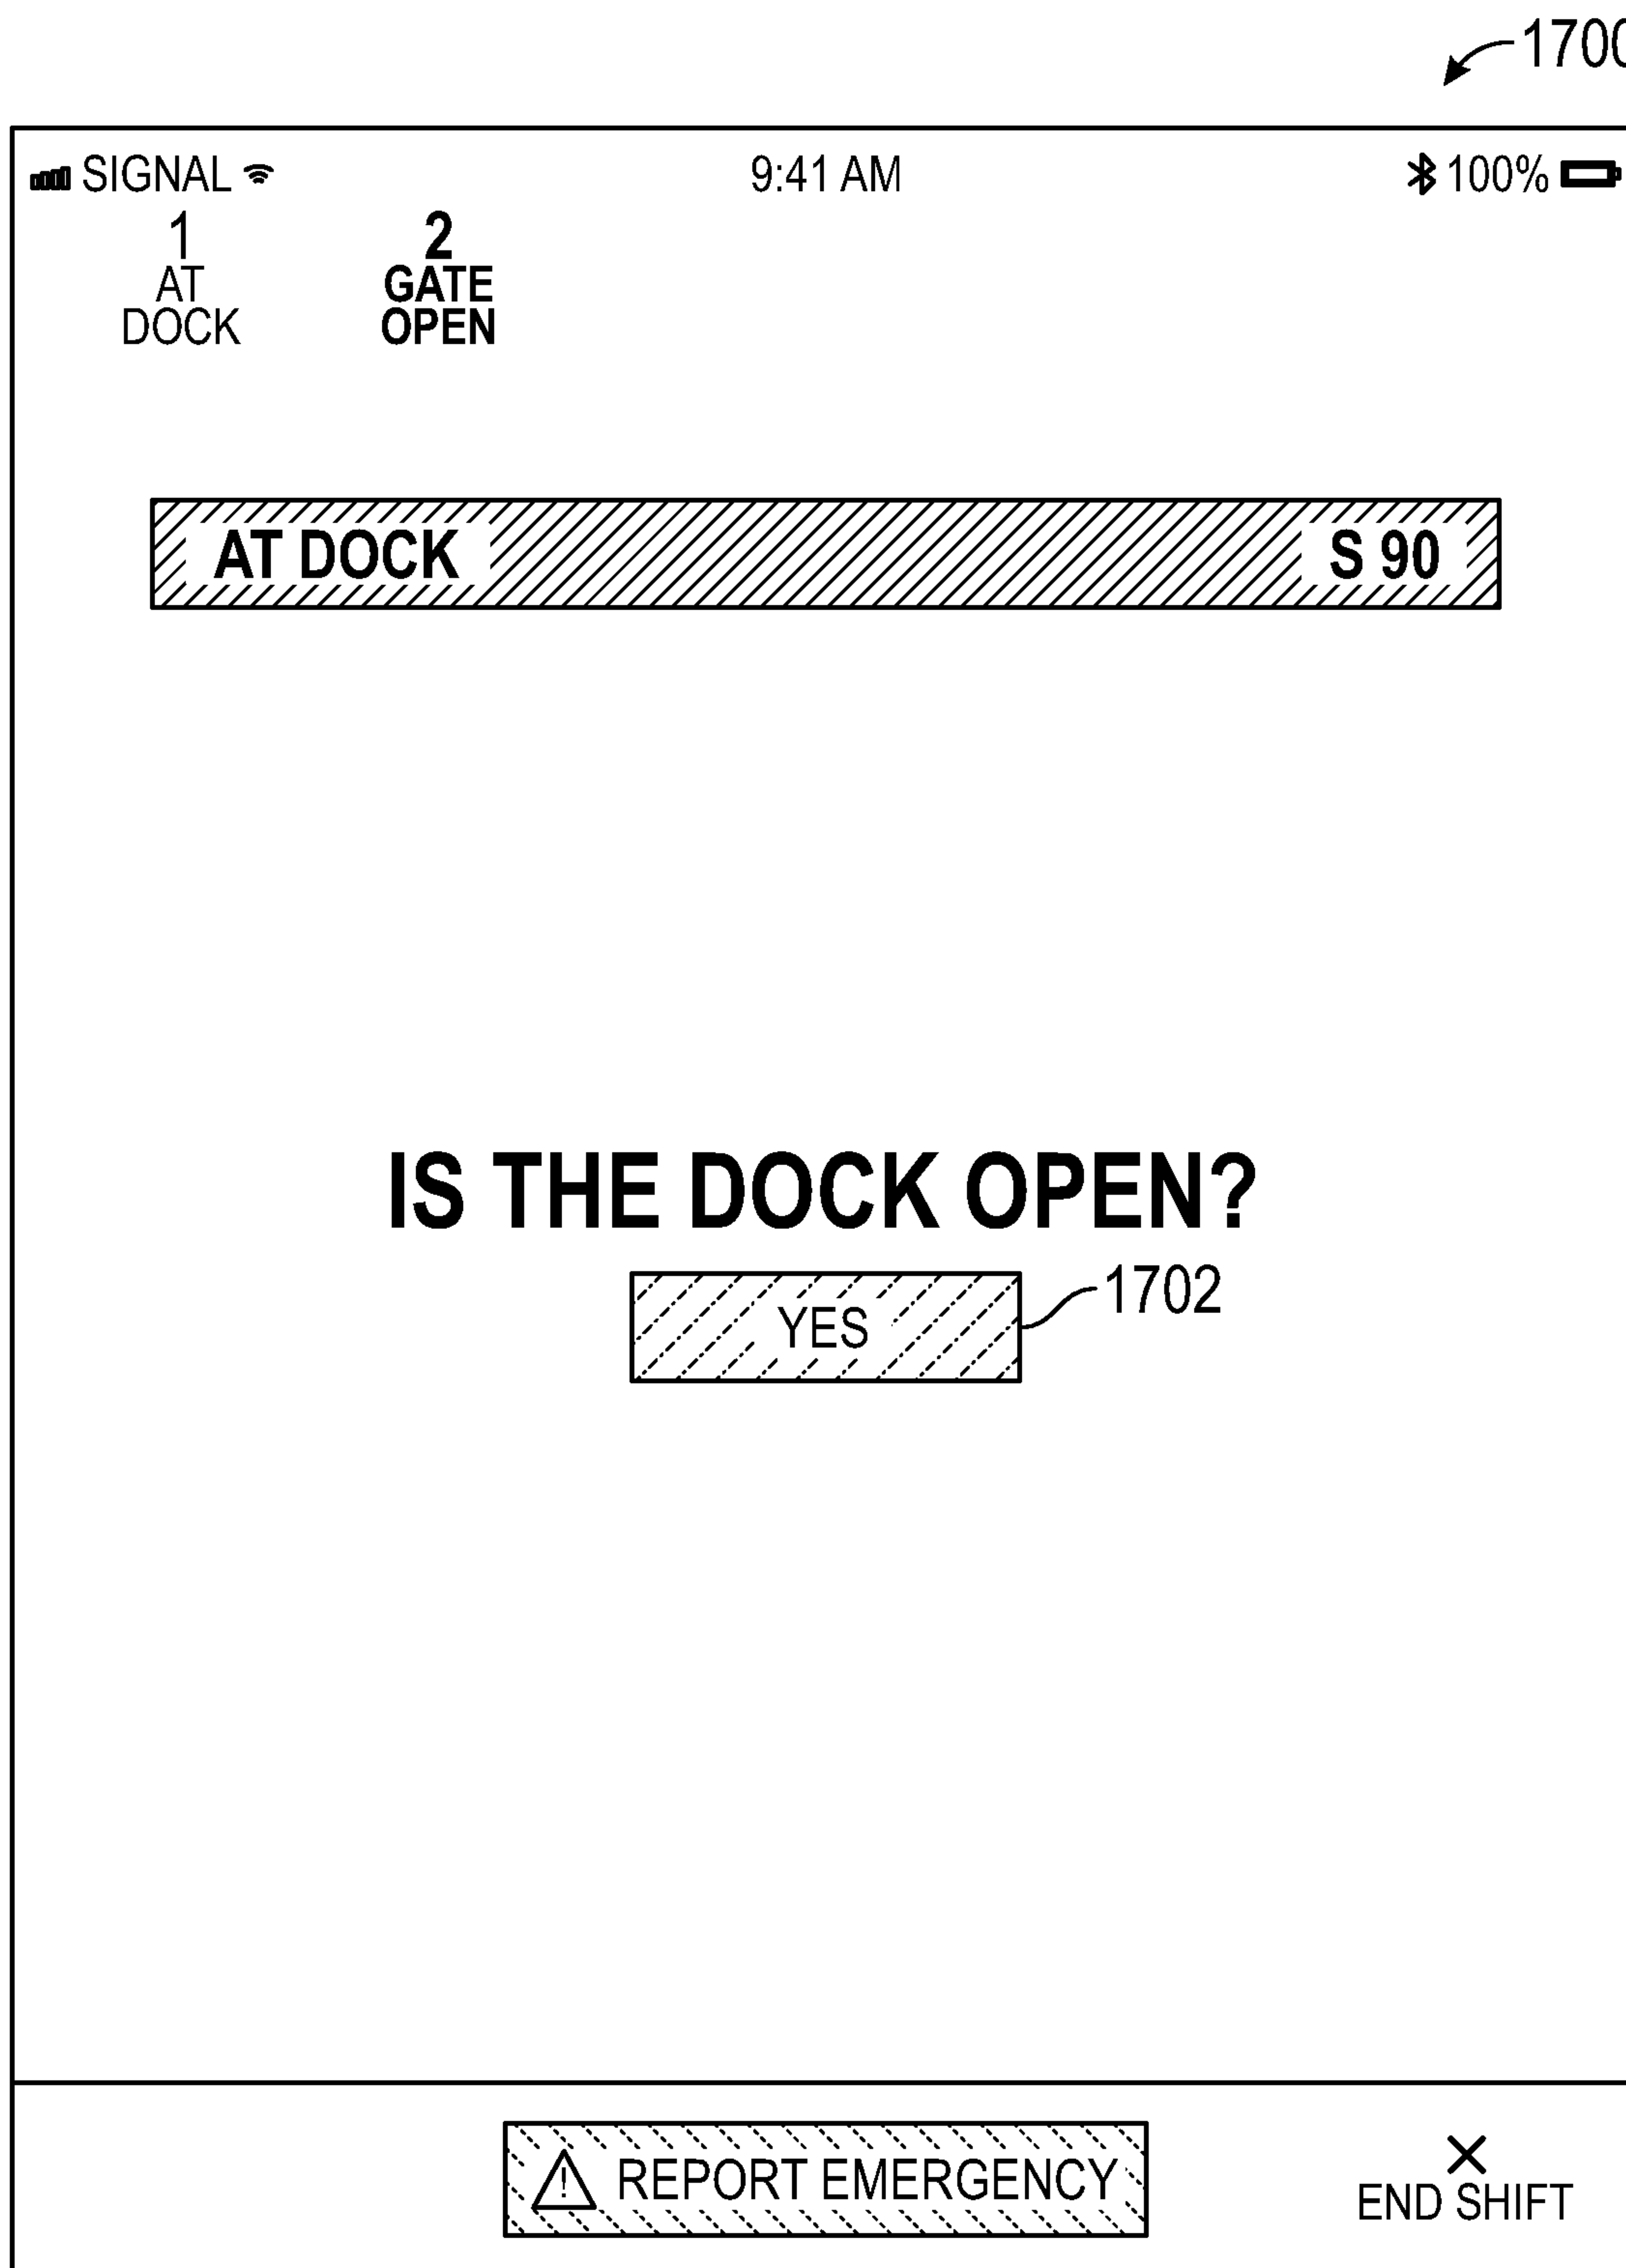 1700
SIGNAL 9:41 AM 100%
1 2
AT GATE
DOCK OPEN
AT DOCK S 90
IS THE DOCK OPEN?
YES 1702
! REPORT EMERGENCY
END SHIFT